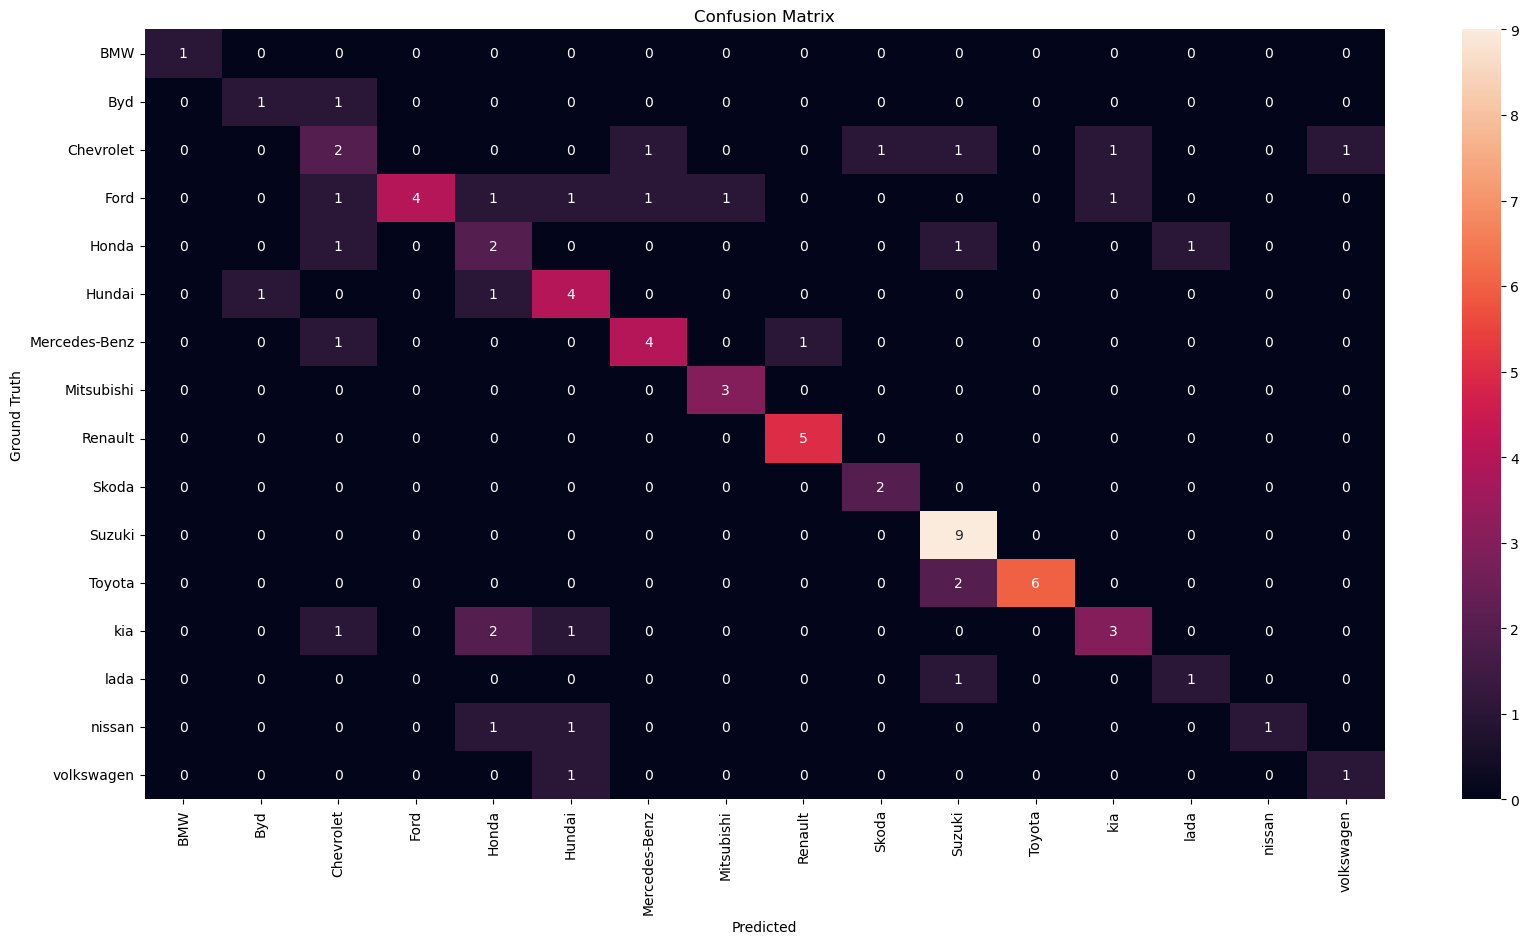 Confusion Matrix
BMW 1 0 0 0 0 0 0 0 0 0 0 0 0 0 0 0
Byd 0 1 1 0 0 0 0 0 0 0 0 0 0 0 0 0
Chevrolet 0 0 2 0 0 0 1 0 0 1 1 0 1 0 0 1
Ford 0 0 1 4 1 1 1 1 0 0 0 0 1 0 0 0
Honda 0 0 1 0 2 0 0 0 0 0 1 0 0 1 0 0
Hundai 0 1 0 0 1 4 0 0 0 0 0 0 0 0 0 0
Mercedes-Benz 0 0 1 0 0 0 4 0 1 0 0 0 0 0 0 0
Mitsubishi 0 0 0 0 0 0 0 3 0 0 0 0 0 0 0 0
Renault 0 0 0 0 0 0 0 0 5 0 0 0 0 0 0 0
Skoda 0 0 0 0 0 0 0 0 0 2 0 0 0 0 0 0
Suzuki 0 0 0 0 0 0 0 0 0 0 9 0 0 0 0 0
Toyota 0 0 0 0 0 0 0 0 0 0 2 6 0 0 0 0
kia 0 0 1 0 2 1 0 0 0 0 0 0 3 0 0 0
lada 0 0 0 0 0 0 0 0 0 0 1 0 0 1 0 0
nissan 0 0 0 0 1 1 0 0 0 0 0 0 0 0 1 0
volkswagen 0 0 0 0 0 1 0 0 0 0 0 0 0 0 0 1
Ground Truth
BMW Byd Chevrolet Ford Honda Hundai Mercedes-Benz Mitsubishi Renault Skoda Suzuki Toyota kia lada nissan volkswagen
Predicted
9
8
7
6
5
4
3
2
1
0